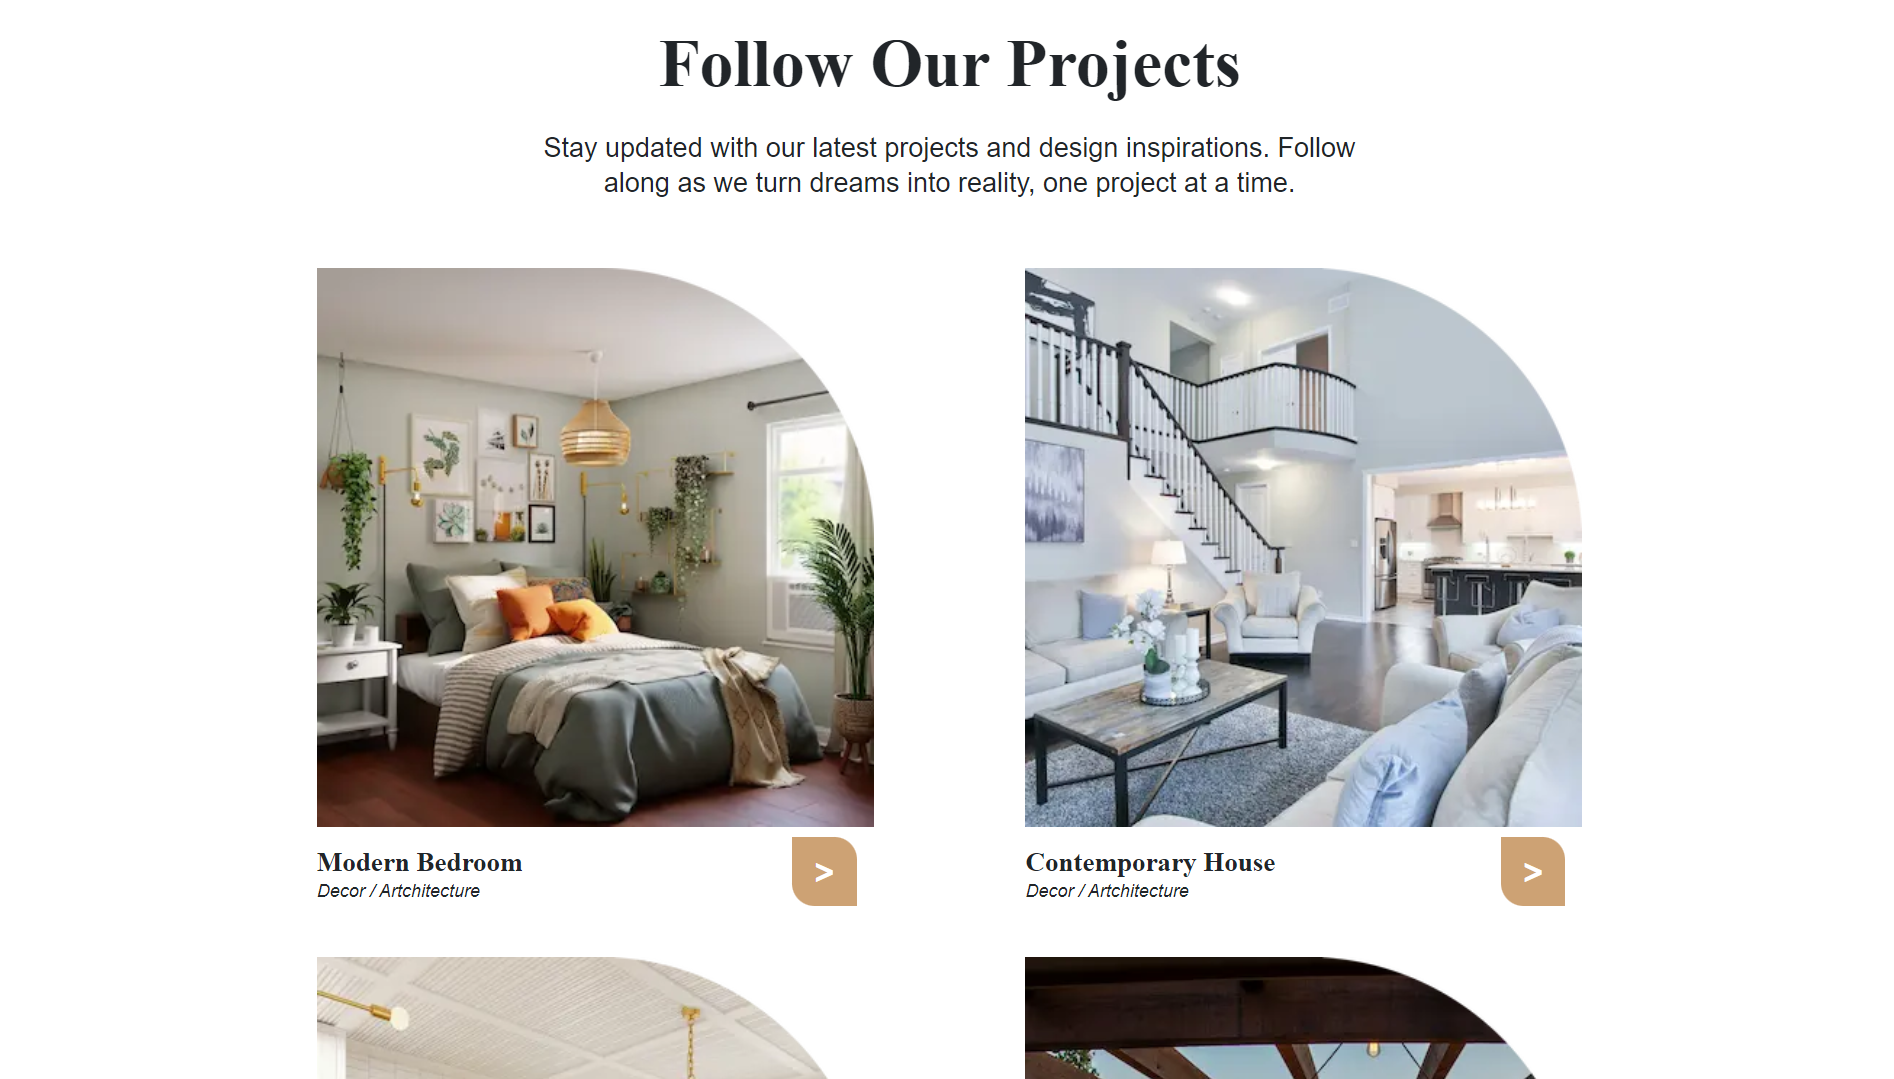 Follow Our Projects
Stay updated with our latest projects and design inspirations. Follow
along as we turn dreams into reality, one project at a time.
Modern Bedroom
Decor / Artchitecture
>
Contemporary House
Decor / Artchitecture
>